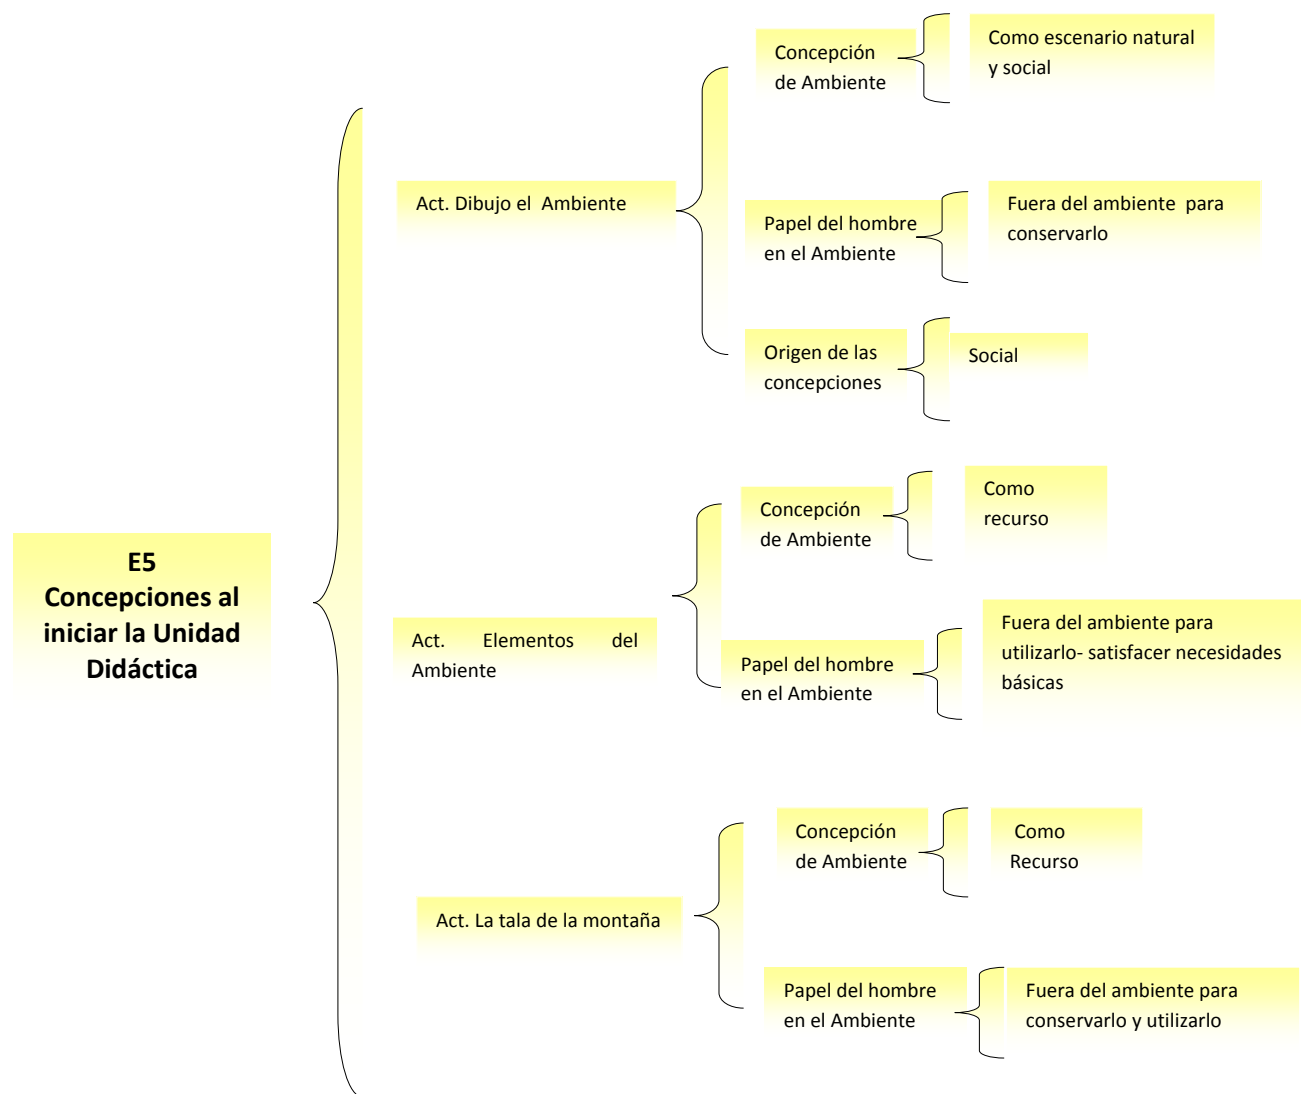 E5
Concepciones al
iniciar la Unidad
Didáctica
Act. Dibujo el Ambiente
Concepción
de Ambiente
Como escenario natural
y social
Papel del hombre
en el Ambiente
Fuera del ambiente para
conservarlo
Origen de las
concepciones
Social
Act. Elementos del
Ambiente
Concepción
de Ambiente
Como
recurso
Papel del hombre
en el Ambiente
Fuera del ambiente para
utilizarlo- satisfacer necesidades
básicas
Act. La tala de la montaña
Concepción
de Ambiente
Como
Recurso
Papel del hombre
en el Ambiente
Fuera del ambiente para
conservarlo y utilizarlo